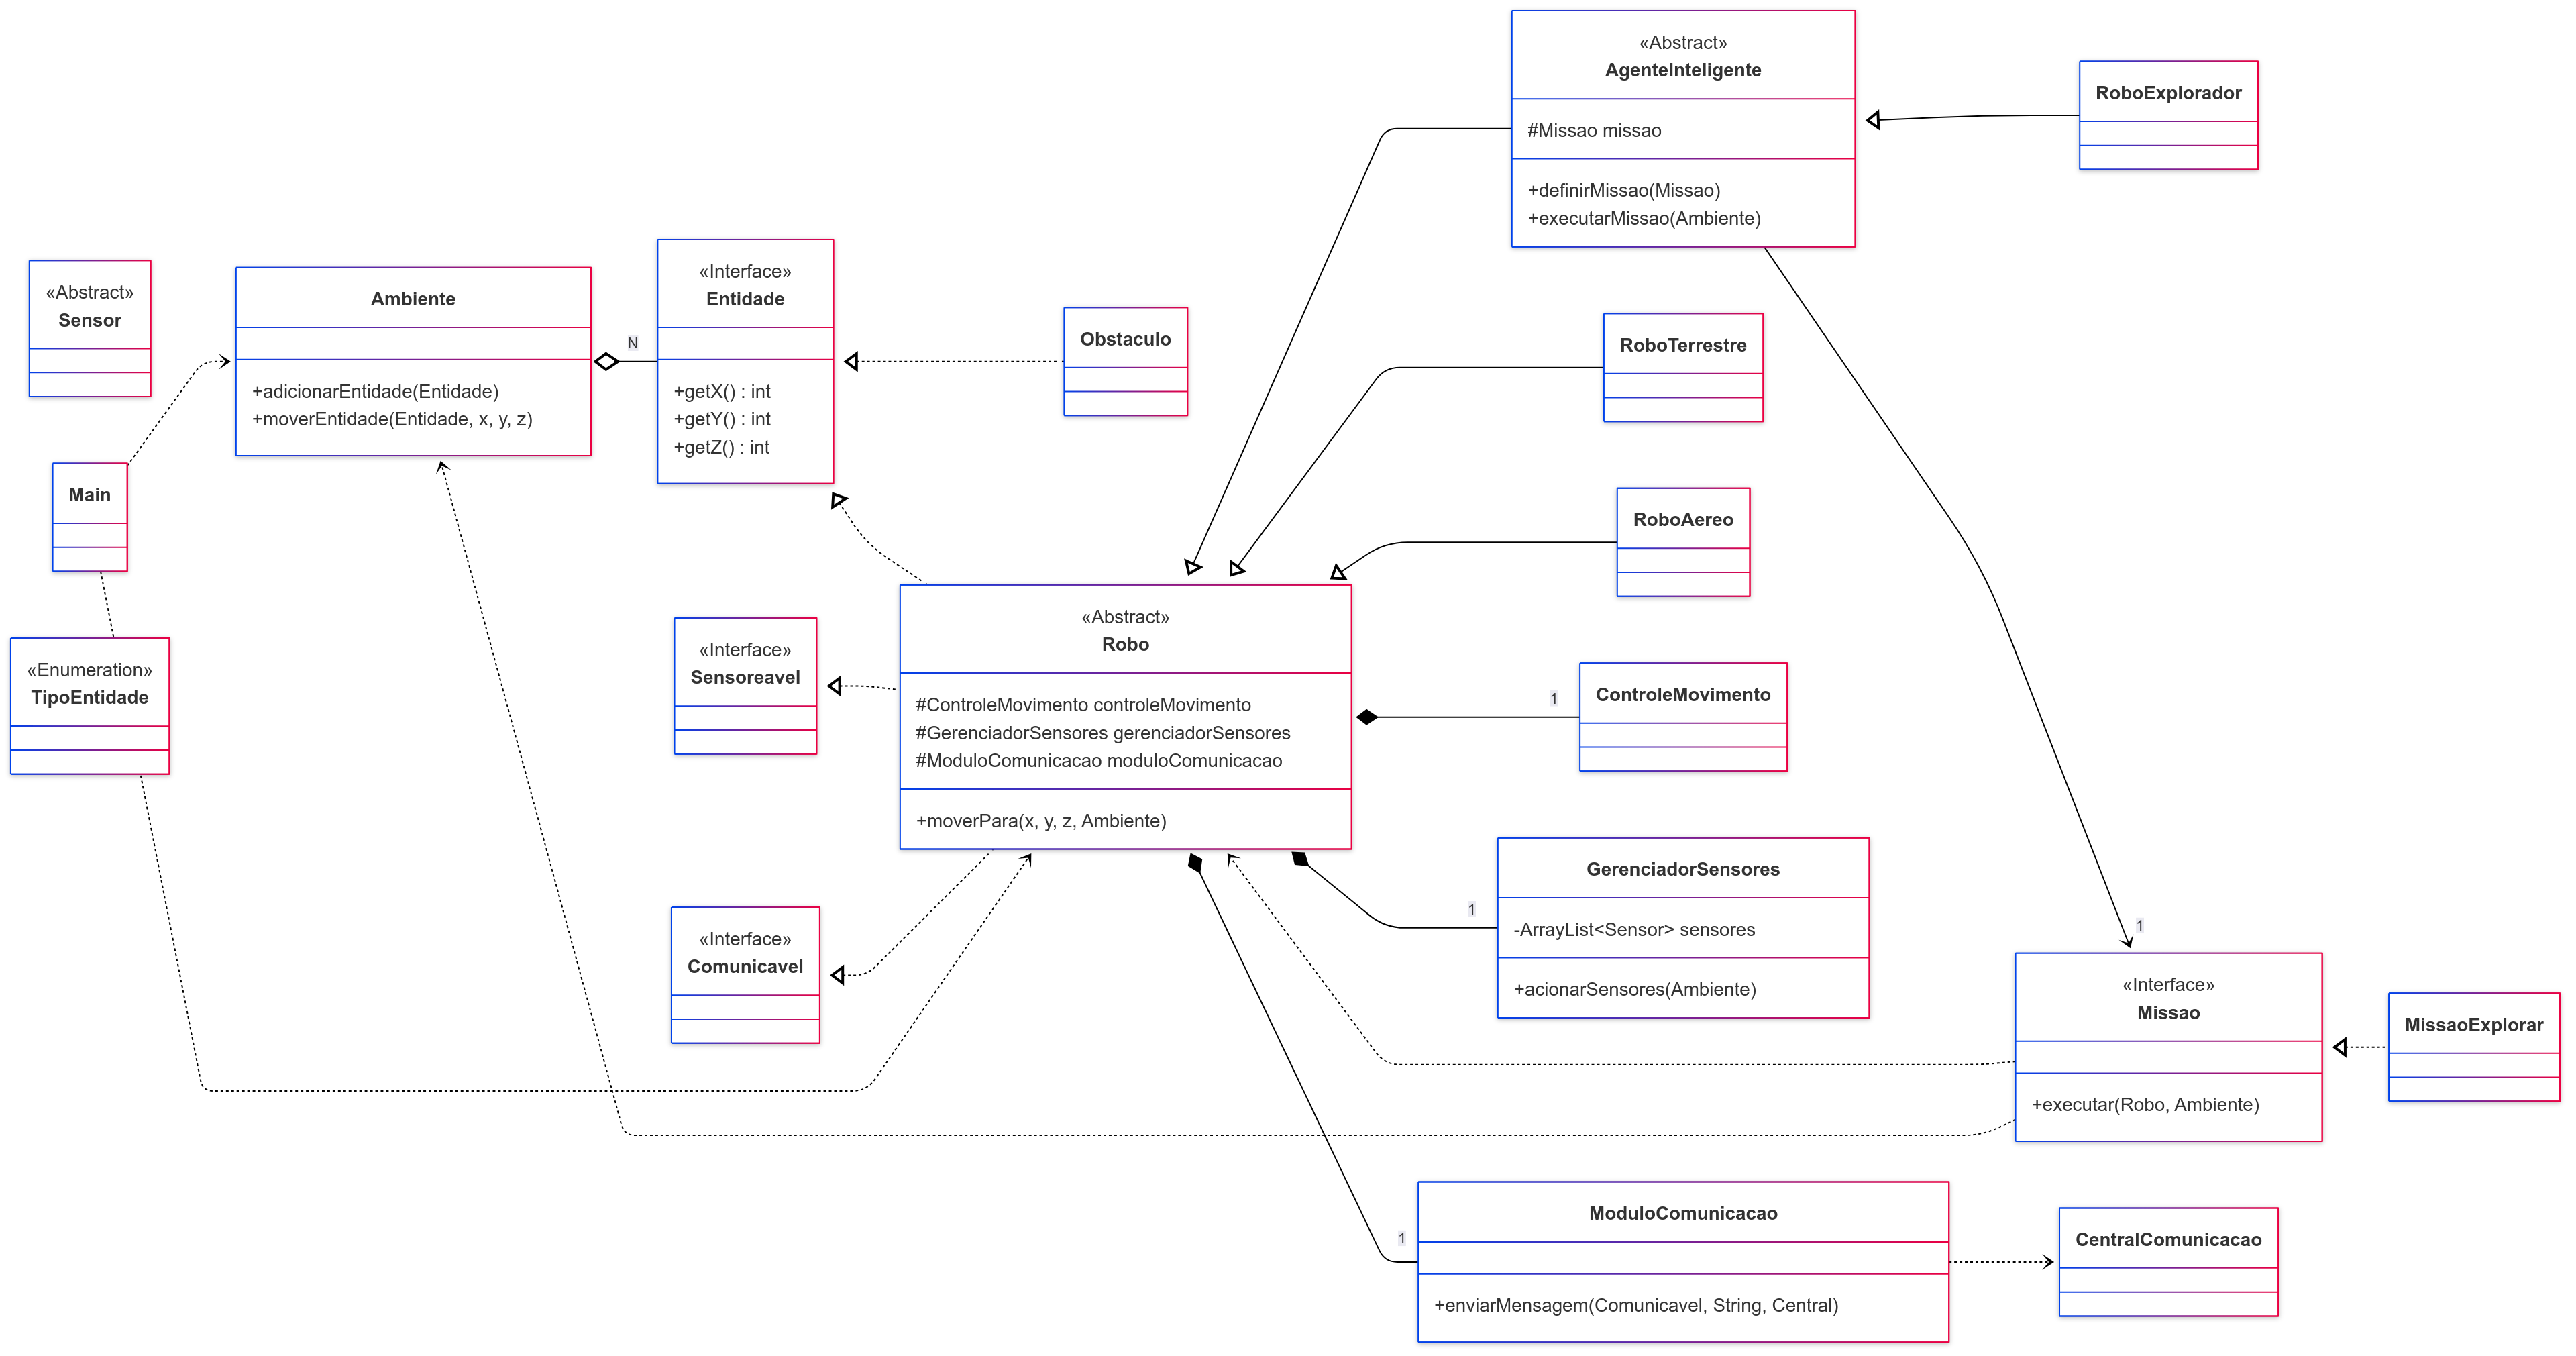 «Abstract»
AgenteInteligente
#Missao missao
+definirMissao(Missao)
+executarMissao(Ambiente)
RoboExplorador
«Abstract»
Sensor
Ambiente
+adicionarEntidade(Entidade)
+moverEntidade(Entidade, x, y, z)
N
«Interface»
Entidade
+getX() : int
+getY() : int
+getZ() : int
Obstaculo
RoboTerrestre
Main
RoboAereo
«Enumeration»
TipoEntidade
«Interface»
Sensoreavel
«Abstract»
Robo
#ControleMovimento controleMovimento
#GerenciadorSensores gerenciadorSensores
#ModuloComunicacao moduloComunicacao
+moverPara(x, y, z, Ambiente)
1
ControleMovimento
«Interface»
Comunicavel
1
GerenciadorSensores
-ArrayList<Sensor> sensores
+acionarSensores(Ambiente)
1
«Interface»
Missao
+executar(Robo, Ambiente)
MissaoExplorar
1
ModuloComunicacao
+enviarMensagem(Comunicavel, String, Central)
CentralComunicacao